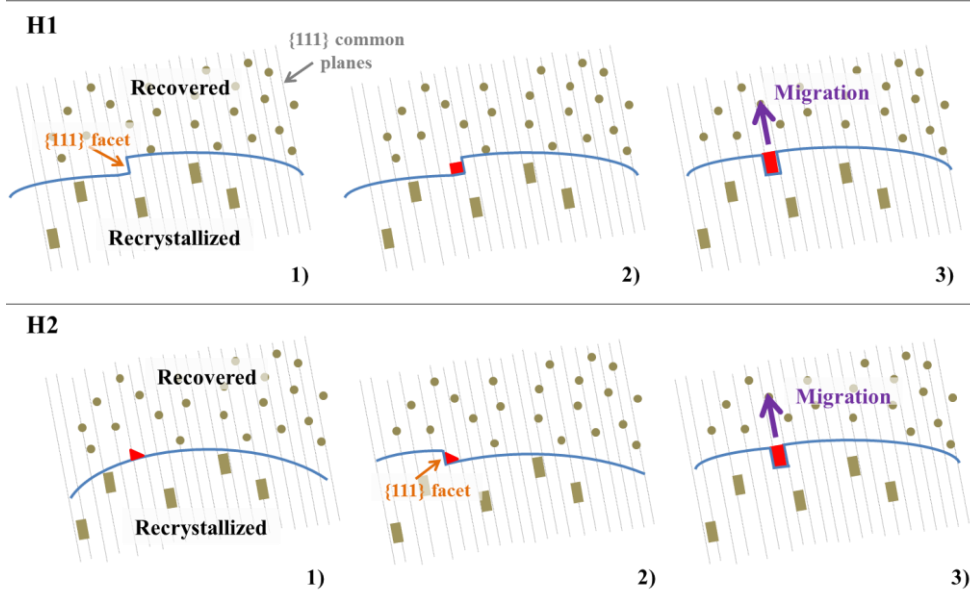 H1
{111} common
planes
Recovered
{111} facet
Recrystallized
1)
2)
Migration
3)
H2
Recovered
Recrystallized
1)
{111} facet
2)
Migration
3)